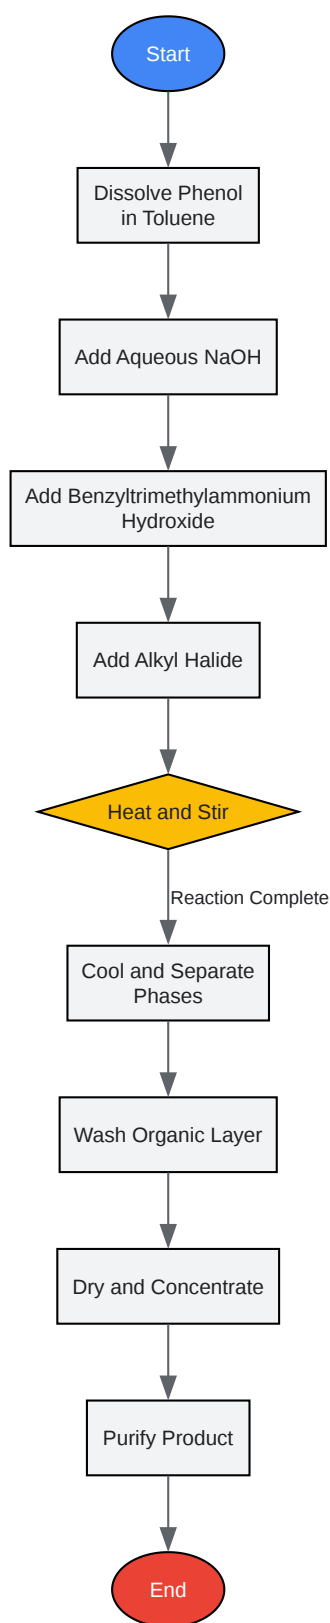 Start
Dissolve Phenol
in Toluene
Add Aqueous NaOH
Add Benzyltrimethylammonium
Hydroxide
Add Alkyl Halide
Heat and Stir
Reaction Complete
Cool and Separate
Phases
Wash Organic Layer
Dry and Concentrate
Purify Product
End